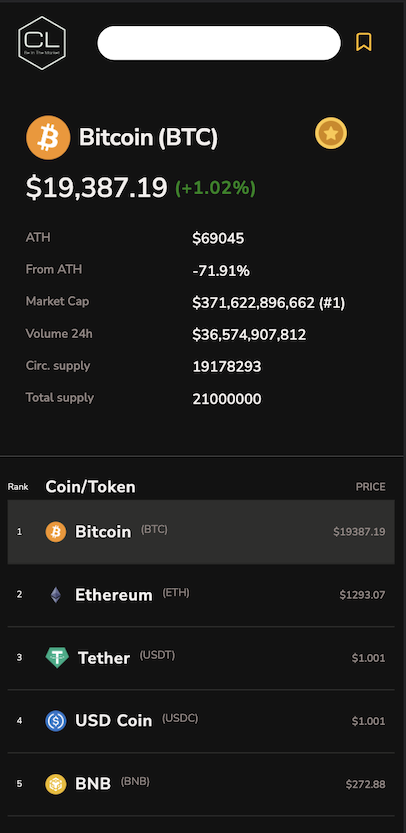 CL
Be In The Market
Bitcoin (BTC)
$19,387.19 (+1.02%)
ATH $69045
From ATH -71.91%
Market Cap $371,622,896,662 (#1)
Volume 24h $36,574,907,812
Circ. supply 19178293
Total supply 21000000
Rank Coin/Token PRICE
1 Bitcoin (BTC) $19387.19
2 Ethereum (ETH) $1293.07
3 Tether (USDT) $1.001
4 USD Coin (USDC) $1.001
5 BNB (BNB) $272.88